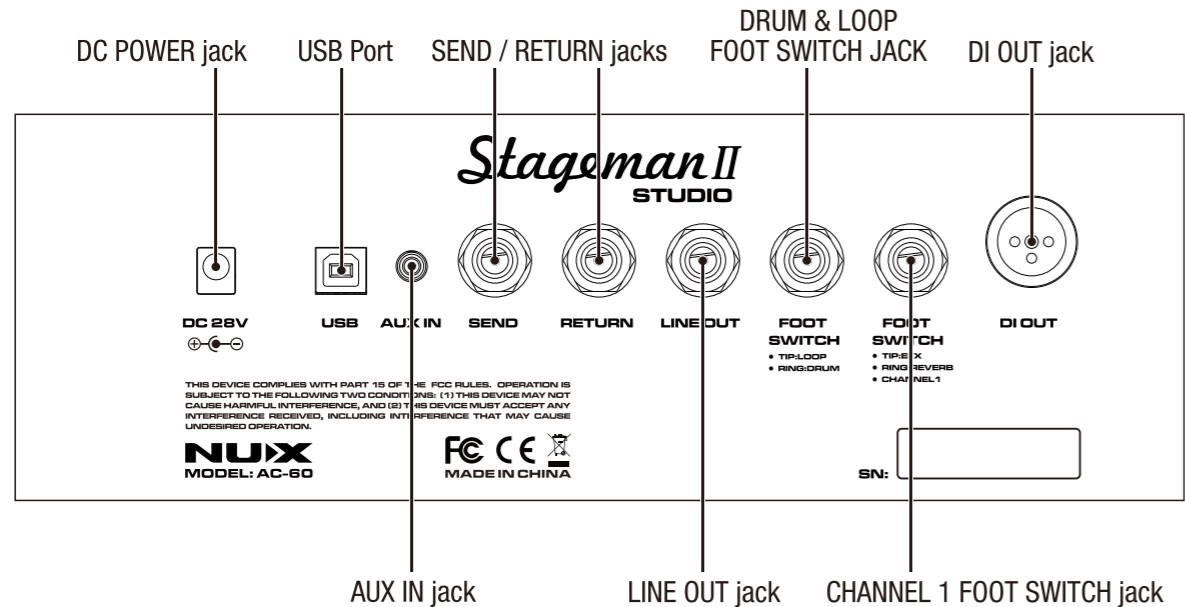 DC POWER jack
USB Port
SEND / RETURN jacks
DRUM & LOOP
FOOT SWITCH JACK
DI OUT jack
Stageman II
STUDIO
DC 28V
USB
AUX IN
SEND
RETURN
LINE OUT
FOOT
SWITCH
• TIP:LOOP
• RING:DRUM
FOOT
SWITCH
• TIP:EFX
• RING:REVERB
• CHANNEL1
DI OUT
THIS DEVICE COMPLIES WITH PART 15 OF THE FCC RULES. OPERATION IS
SUBJECT TO THE FOLLOWING TWO CONDITIONS: (1) THIS DEVICE MAY NOT
CAUSE HARMFUL INTERFERENCE, AND (2) THIS DEVICE MUST ACCEPT ANY
INTERFERENCE RECEIVED, INCLUDING INTERFERENCE THAT MAY CAUSE
UNDESIRED OPERATION.
NUX
MODEL: AC-60
FC CE
MADE IN CHINA
SN:
AUX IN jack
LINE OUT jack
CHANNEL 1 FOOT SWITCH jack